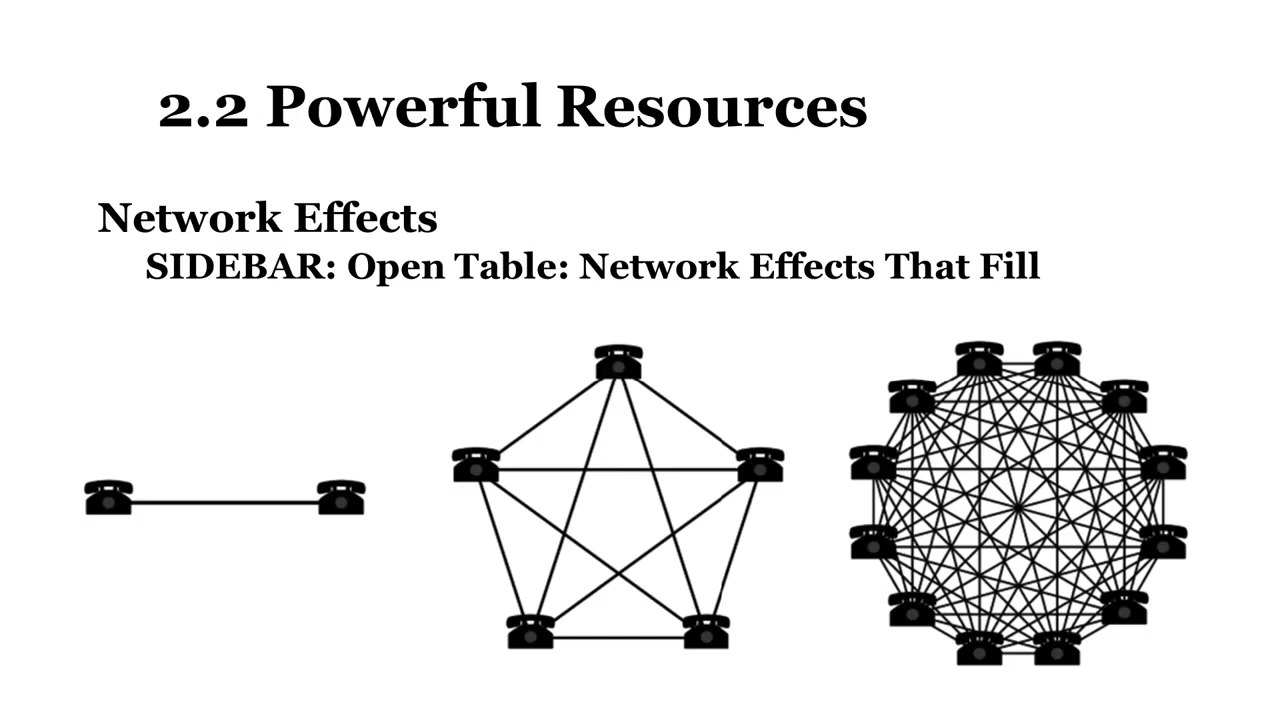 2.2 Powerful Resources
Network Effects
SIDEBAR: Open Table: Network Effects That Fill